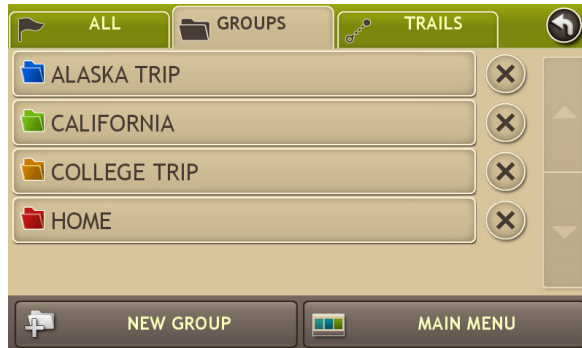 ALL GROUPS TRAILS
ALASKA TRIP
CALIFORNIA
COLLEGE TRIP
HOME
NEW GROUP MAIN MENU